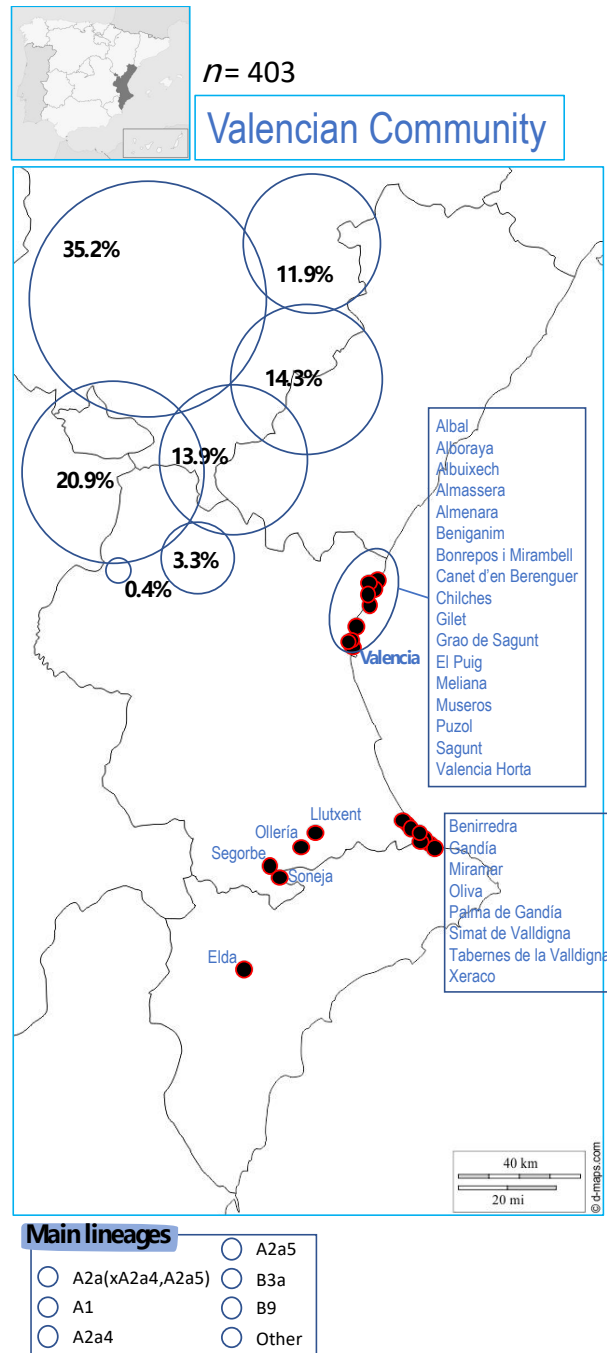 n= 403
Valencian Community
35.2%
11.9%
14.3%
13.9%
20.9%
3.3%
0.4%
Albal
Alboraya
Albuixech
Almassera
Almenara
Beniganim
Bonrepos i Mirambell
Canet d'en Berenguer
Chilches
Gilet
Grao de Sagunt
El Puig
Meliana
Museros
Puzol
Sagunt
Valencia Horta
Valencia
Llutxent
Ollería
Segorbe
Soneja
Elda
Benirredra
Gandía
Miramar
Oliva
Palma de Gandía
Simat de Valldigna
Tabernes de la Valldigna
Xeraco
40 km
20 mi
© d-maps.com
Main lineages
A2a(xA2a4,A2a5)
A1
A2a4
A2a5
B3a
B9
Other